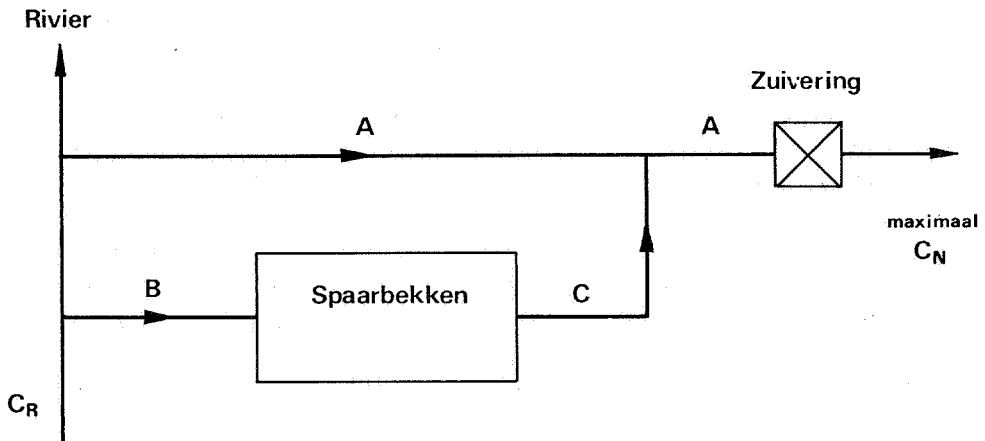 Rivier
Zuivering
A
A
maximaal
C_N
B
Spaarbekken
C
C_R